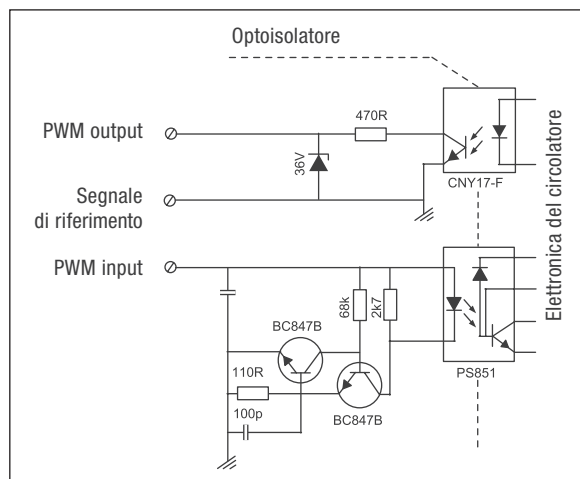 Optoisolatore
470R
PWM output
36V
Segnale
di riferimento
CNY17-F
PWM input
Elettronica del circolatore
68k
2k7
BC847B
110R
PS851
100p
BC847B